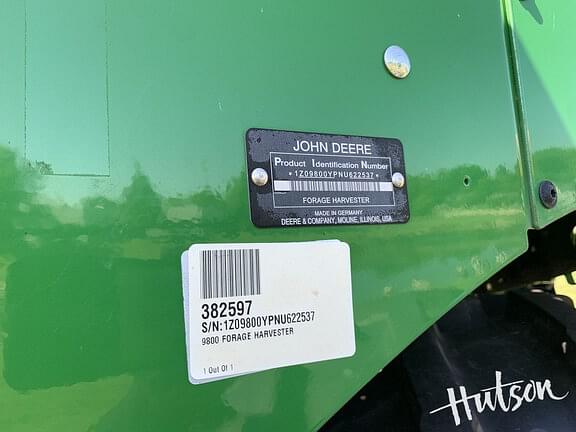 JOHN DEERE
Product Identification Number
*1Z09800YPNU622537*
FORAGE HARVESTER
MADE IN GERMANY
DEERE & COMPANY, MOLINE, ILLINOIS, USA
382597
S/N:1Z09800YPNU622537
9800 FORAGE HARVESTER
1 Out Of 1
Hutson